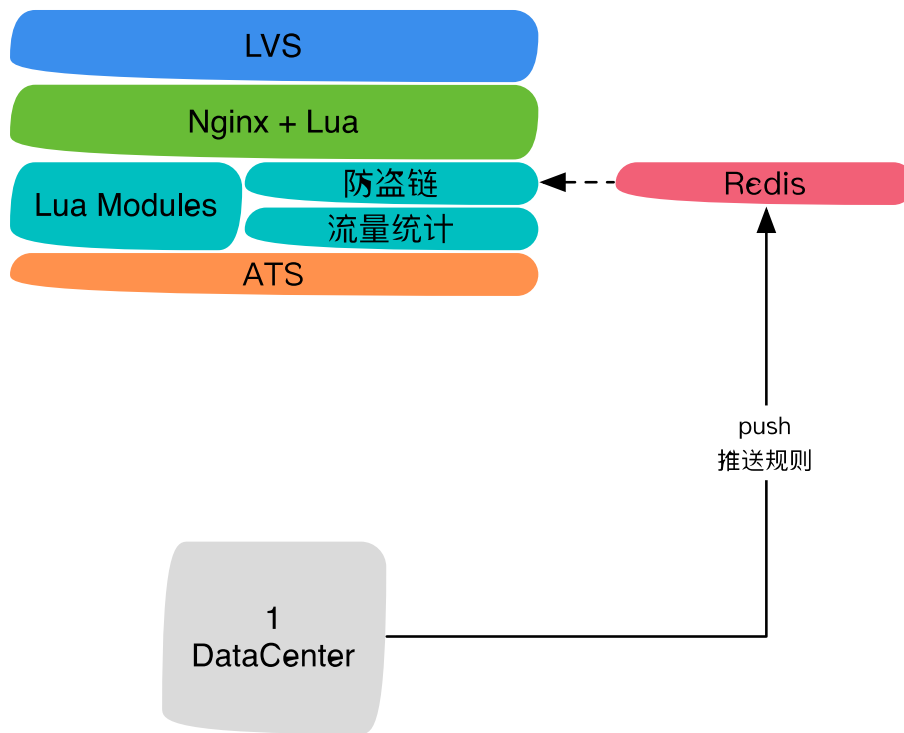 LVS
Nginx + Lua
Lua Modules
防盗链
流量统计
Redis
ATS
push
推送规则
1
DataCenter